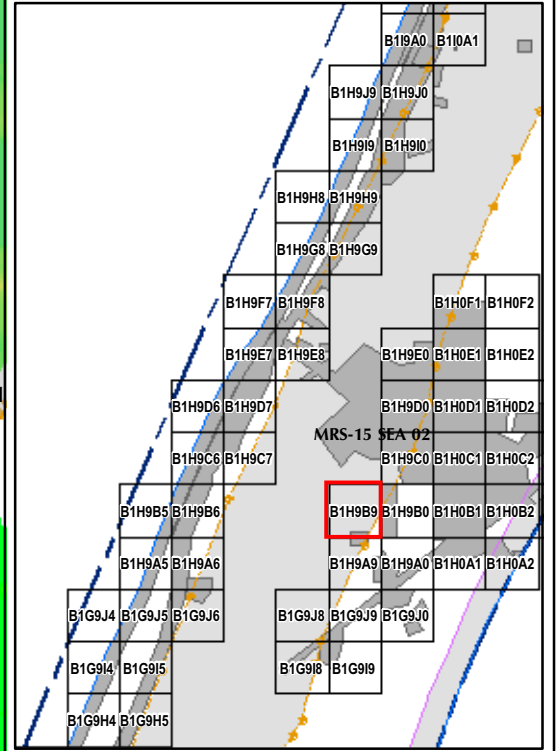 B1I9A0 B1I0A1
B1H9J9 B1H9J0
B1H9I9 B1H9I0
B1H9H8 B1H9H9
B1H9G8 B1H9G9
B1H9F7 B1H9F8 B1H0F1 B1H0F2
B1H9E7 B1H9E8 B1H9E0 B1H0E1 B1H0E2
B1H9D6 B1H9D7 B1H9D0 B1H0D1 B1H0D2
MRS-15 SEA 02
B1H9C6 B1H9C7 B1H9C0 B1H0C1 B1H0C2
B1H9B5 B1H9B6 B1H9B9 B1H9B0 B1H0B1 B1H0B2
B1H9A5 B1H9A6 B1H9A9 B1H9A0 B1H0A1 B1H0A2
B1G9J4 B1G9J5 B1G9J6 B1G9J8 B1G9J9 B1G9J0
B1G9I4 B1G9I5 B1G9I8 B1G9I9
B1G9H4 B1G9H5